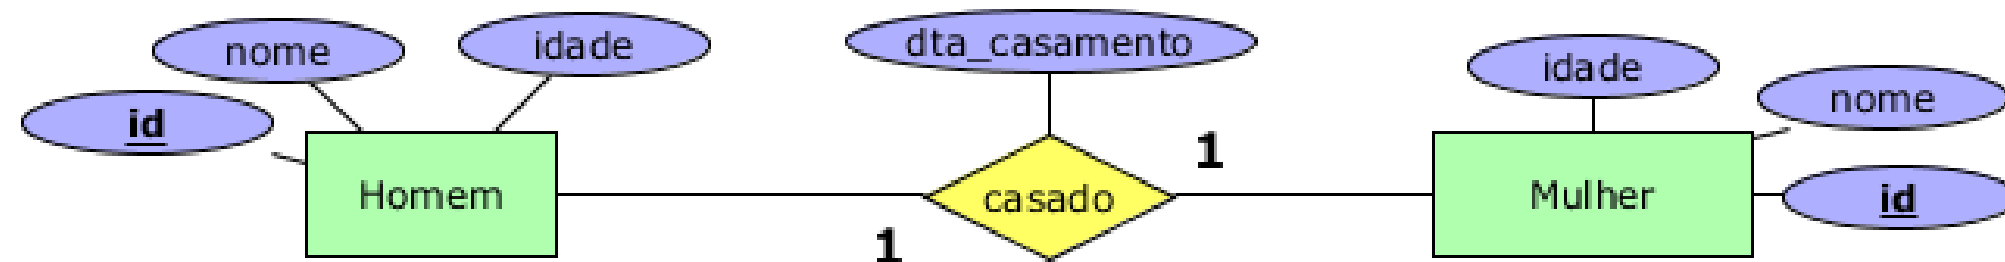 nome
idade
dta_casamento
idade
nome
id
1
Homem
casado
Mulher
id
1